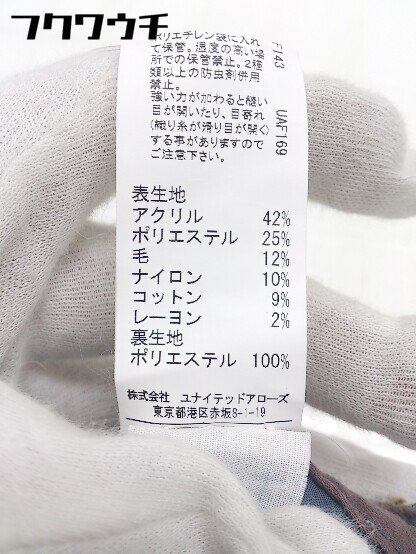 フクワウチ
ポリエチレン袋に入れ
て保管。湿度の高い場
所での保管禁止。2種
類以上の防虫剤併用
禁止。
強い力が加わると縫い
目が開いたり、目寄れ
(織り糸が滑り目が開く)
する事がありますので
ご注意下さい。
F143
UAF169
表生地
アクリル 42%
ポリエステル 25%
毛 12%
ナイロン 10%
コットン 9%
レーヨン 2%
裏生地
ポリエステル 100%
株式会社 ユナイテッドアローズ
東京都港区赤坂8-1-19